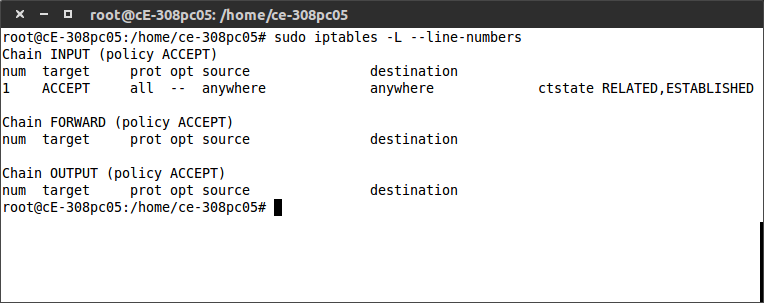 root@cE-308pc05: /home/ce-308pc05
root@cE-308pc05:/home/ce-308pc05# sudo iptables -L --line-numbers
Chain INPUT (policy ACCEPT)
num  target     prot opt source               destination
1    ACCEPT     all  --  anywhere             anywhere             ctstate RELATED,ESTABLISHED
Chain FORWARD (policy ACCEPT)
num  target     prot opt source               destination
Chain OUTPUT (policy ACCEPT)
num  target     prot opt source               destination
root@cE-308pc05:/home/ce-308pc05#